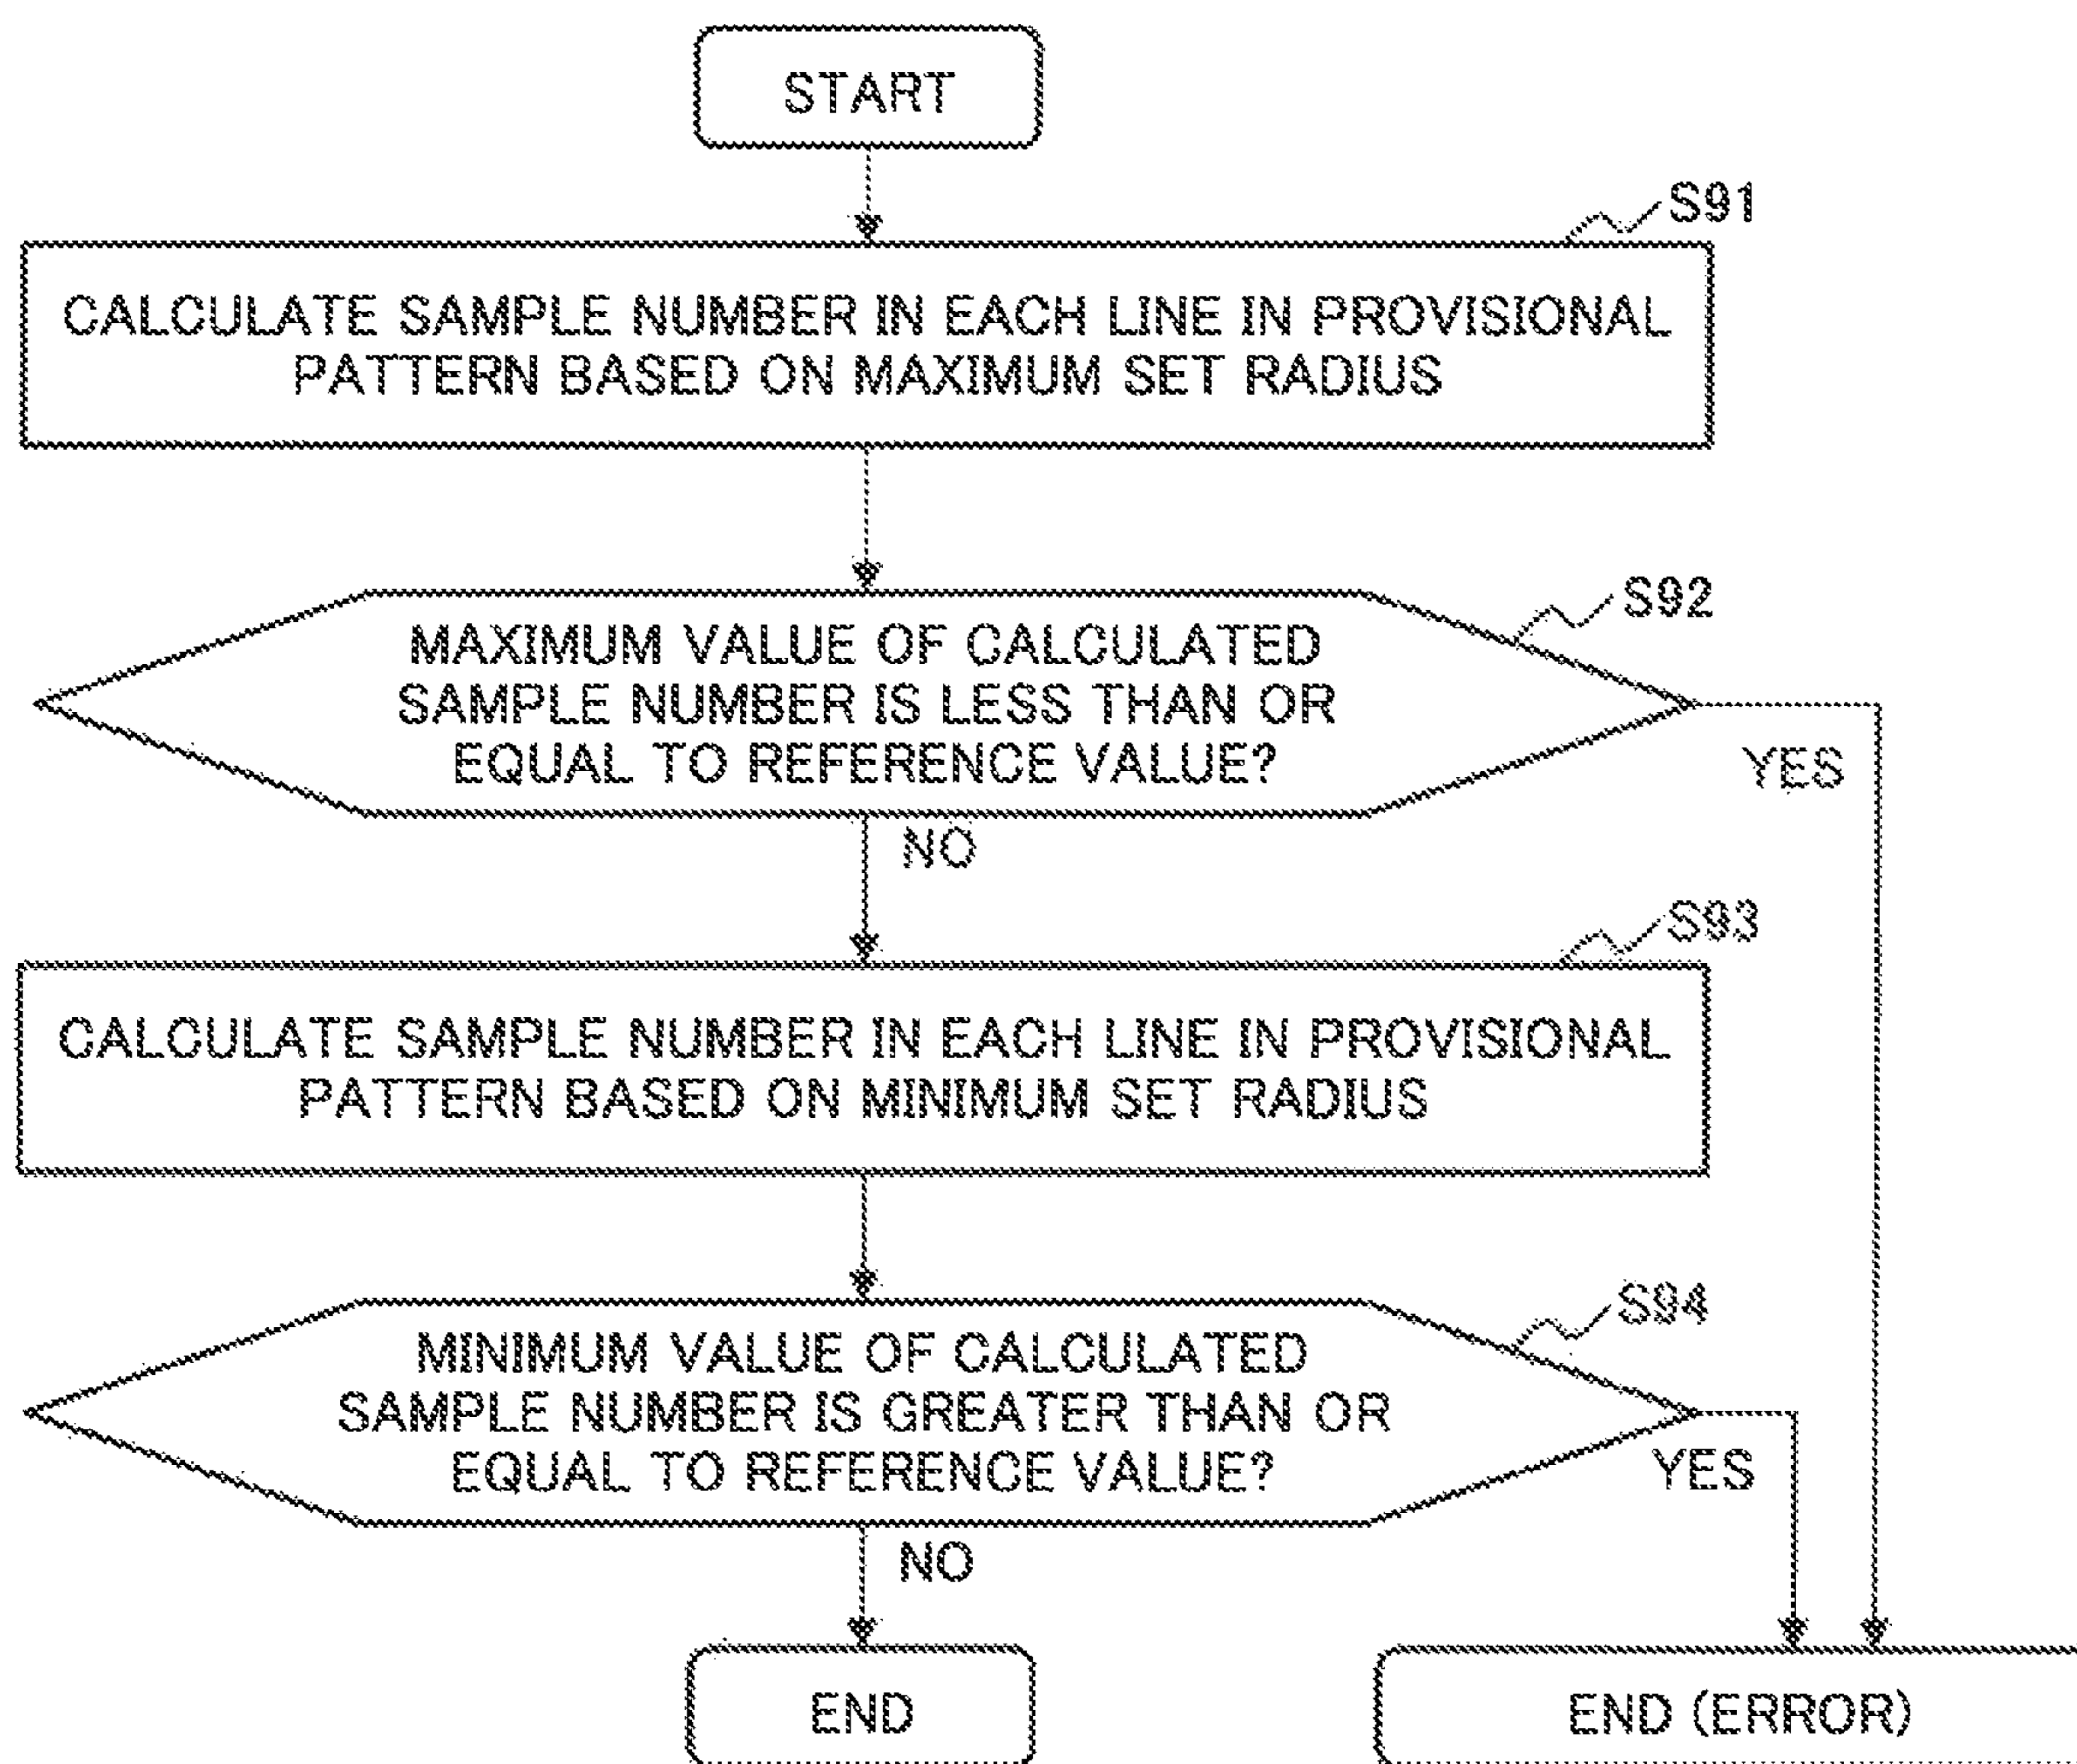 START
S91
CALCULATE SAMPLE NUMBER IN EACH LINE IN PROVISIONAL
PATTERN BASED ON MAXIMUM SET RADIUS
S92
MAXIMUM VALUE OF CALCULATED
SAMPLE NUMBER IS LESS THAN OR
EQUAL TO REFERENCE VALUE?
YES
NO
S93
CALCULATE SAMPLE NUMBER IN EACH LINE IN PROVISIONAL
PATTERN BASED ON MINIMUM SET RADIUS
S94
MINIMUM VALUE OF CALCULATED
SAMPLE NUMBER IS GREATER THAN OR
EQUAL TO REFERENCE VALUE?
YES
NO
END
END (ERROR)